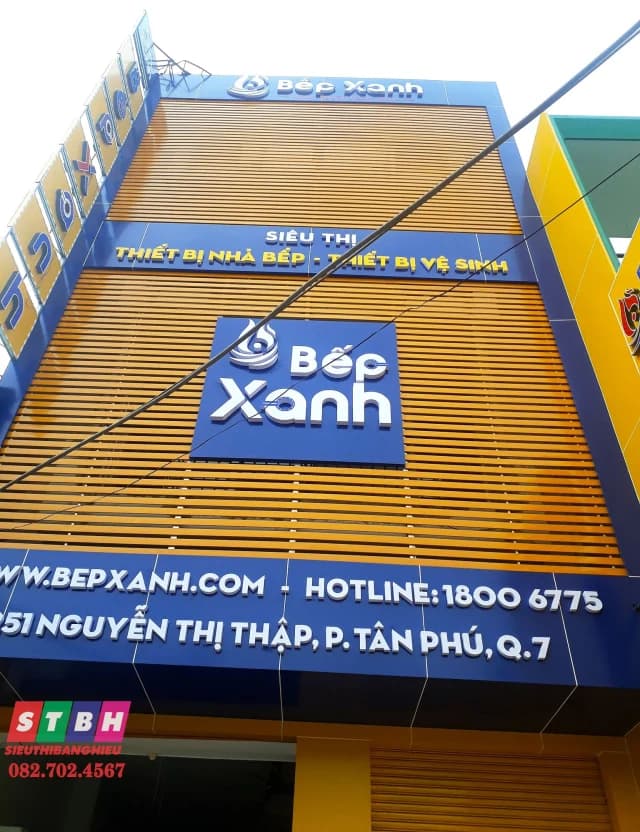 Bếp Xanh
SIÊU THỊ
THIẾT BỊ NHÀ BẾP - THIẾT BỊ VỆ SINH
Bếp
Xanh
WWW.BEPXANH.COM - HOTLINE: 1800 6775
NGUYỄN THỊ THẬP, P. TÂN PHÚ, Q.7
STBH
SIEUTHIBANGHIEU
082.702.4567